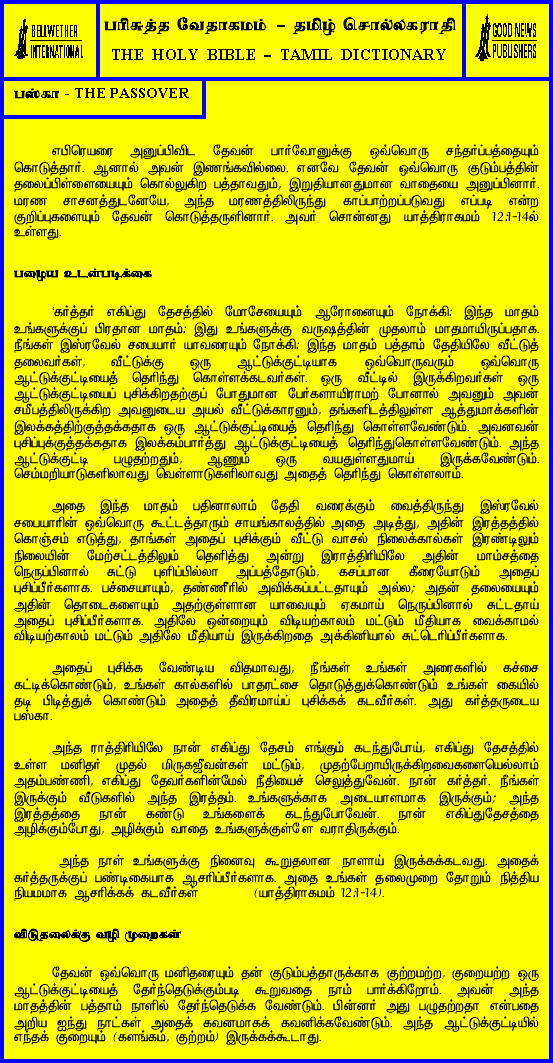 BELLWETHER
INTERNATIONAL
பரிசுத்த வேதாகமம் – தமிழ் சொல்லகராதி
THE HOLY BIBLE – TAMIL DICTIONARY
GOOD NEWS
PUBLISHERS
பஸ்கா - THE PASSOVER
எபிரெயரை அனுப்பிவிட தேவன் பார்வோனுக்கு ஒவ்வொரு சந்தர்ப்பத்தையும்
கொடுத்தார். ஆனால் அவன் இணங்கவில்லை. எனவே தேவன் ஒவ்வொரு குடும்பத்தின்
தலைப்பிள்ளையையும் கொல்லுகிற பத்தாவதும், இறுதியானதுமான வாதையை அனுப்பினார்.
மரண சாசனத்துடனேயே, அந்த மரணத்திலிருந்து காப்பாற்றப்படுவது எப்படி என்ற
குறிப்புகளையும் தேவன் கொடுத்தருளினார். அவர் சொன்னது யாத்திராகமம் 12:1-14ல்
உள்ளது.
பழைய உடன்படிக்கை
'கர்த்தர் எகிப்து தேசத்தில் மோசேயையும் ஆரோனையும் நோக்கி: இந்த மாதம்
உங்களுக்குப் பிரதான மாதம்; இது உங்களுக்கு வருஷத்தின் முதலாம் மாதமாயிருப்பதாக.
நீங்கள் இஸ்ரவேல் சபையார் யாவரையும் நோக்கி: இந்த மாதம் பத்தாம் தேதியிலே வீட்டுத்
தலைவர்கள், வீட்டுக்கு ஒரு ஆட்டுக்குட்டியாக ஒவ்வொருவரும் ஒவ்வொரு
ஆட்டுக்குட்டியைத் தெரிந்து கொள்ளக்கடவர்கள். ஒரு வீட்டில் இருக்கிறவர்கள் ஒரு
ஆட்டுக்குட்டியைப் புசிக்கிறதற்குப் போதுமான பேர்களாயிராமற் போனால் அவனும் அவன்
சமீபத்திலிருக்கிற அவனுடைய அயல் வீட்டுக்காரனும், தங்களிடத்திலுள்ள ஆத்துமாக்களின்
இலக்கத்திற்குத்தக்கதாக ஒரு ஆட்டுக்குட்டியைத் தெரிந்து கொள்ளவேண்டும். அவனவன்
புசிப்புக்குத்தக்கதாக இலக்கம்பார்த்து ஆட்டுக்குட்டியைத் தெரிந்துகொள்ளவேண்டும். அந்த
ஆட்டுக்குட்டி பழுதற்றதும், ஆணும் ஒரு வயதுள்ளதுமாய் இருக்கவேண்டும்.
செம்மறியாடுகளிலாவது வெள்ளாடுகளிலாவது அதைத் தெரிந்து கொள்ளலாம்.
அதை இந்த மாதம் பதினாலாம் தேதி வரைக்கும் வைத்திருந்து இஸ்ரவேல்
சபையாரின் ஒவ்வொரு கூட்டத்தாரும் சாயங்காலத்தில் அதை அடித்து, அதின் இரத்தத்தில்
கொஞ்சம் எடுத்து, தாங்கள் அதைப் புசிக்கும் வீட்டு வாசல் நிலைக்கால்கள் இரண்டிலும்
நிலையின் மேற்சட்டத்திலும் தெளித்து அன்று இராத்திரியிலே அதின் மாம்சத்தை
நெருப்பினால் சுட்டு புளிப்பில்லா அப்பத்தோடும், கசப்பான கீரையோடும் அதைப்
புசிப்பீர்களாக. பச்சையாயும், தண்ணீரில் அவிக்கப்பட்டதாயும் அல்ல; அதன் தலையையும்
அதின் தொடைகளையும் அதற்குள்ளான யாவையும் ஏகமாய் நெருப்பினால் சுட்டதாய்
அதைப் புசிப்பீர்களாக. அதிலே ஒன்றையும் விடியற்காலம் மட்டும் மீதியாக வைக்காமல்
விடியற்காலம் மட்டும் அதிலே மீதியாய் இருக்கிறதை அக்கினியால் சுட்டெரிப்பீர்களாக.
அதைப் புசிக்க வேண்டிய விதமாவது, நீங்கள் உங்கள் அரைகளில் கச்சை
கட்டிக்கொண்டும், உங்கள் கால்களில் பாதரட்சை தொடுத்துக்கொண்டும் உங்கள் கையில்
தடி பிடித்துக் கொண்டும் அதைத் தீவிரமாய்ப் புசிக்கக் கடவீர்கள். அது கர்த்தருடைய
பஸ்கா.
அந்த ராத்திரியிலே நான் எகிப்து தேசம் எங்கும் கடந்துபோய், எகிப்து தேசத்தில்
உள்ள மனிதர் முதல் மிருகஜீவன்கள் மட்டும், முதற்பேறாயிருக்கிறவைகளையெல்லாம்
அதம்பண்ணி, எகிப்து தேவர்களின்மேல் நீதியைச் செலுத்துவேன். நான் கர்த்தர். நீங்கள்
இருக்கும் வீடுகளில் அந்த இரத்தம். உங்களுக்காக அடையாளமாக இருக்கும்; அந்த
இரத்தத்தை நான் கண்டு உங்களைக் கடந்துபோவேன். நான் எகிப்துதேசத்தை
அழிக்கும்போது, அழிக்கும் வாதை உங்களுக்குள்ளே வராதிருக்கும்.
அந்த நாள் உங்களுக்கு நினைவு கூறுதலான நாளாய் இருக்கக்கடவது. அதைக்
கர்த்தருக்குப் பண்டிகையாக ஆசரிப்பீர்களாக. அதை உங்கள் தலைமுறை தோறும் நித்திய
நியமமாக ஆசரிக்கக் கடவீர்கள் (யாத்திராகமம் 12:1-14).
விடுதலைக்கு வழி முறைகள்
தேவன் ஒவ்வொரு மனிதரையும் தன் குடும்பத்தாருக்காக குற்றமற்ற, குறையற்ற ஒரு
ஆட்டுக்குட்டியைத் தேர்ந்தெடுக்கும்படி கூறுவதை நாம் பார்க்கிறோம். அவன் அந்த
மாதத்தின் பத்தாம் நாளில் தேர்ந்தெடுக்க வேண்டும். பின்னர் அது பழுதற்றதா என்பதை
அறிய ஐந்து நாட்கள் அதைக் கவனமாகக் கவனிக்கவேண்டும். அந்த ஆட்டுக்குட்டியில்
எந்தக் குறையும் (களங்கம், குற்றம்) இருக்கக்கூடாது.